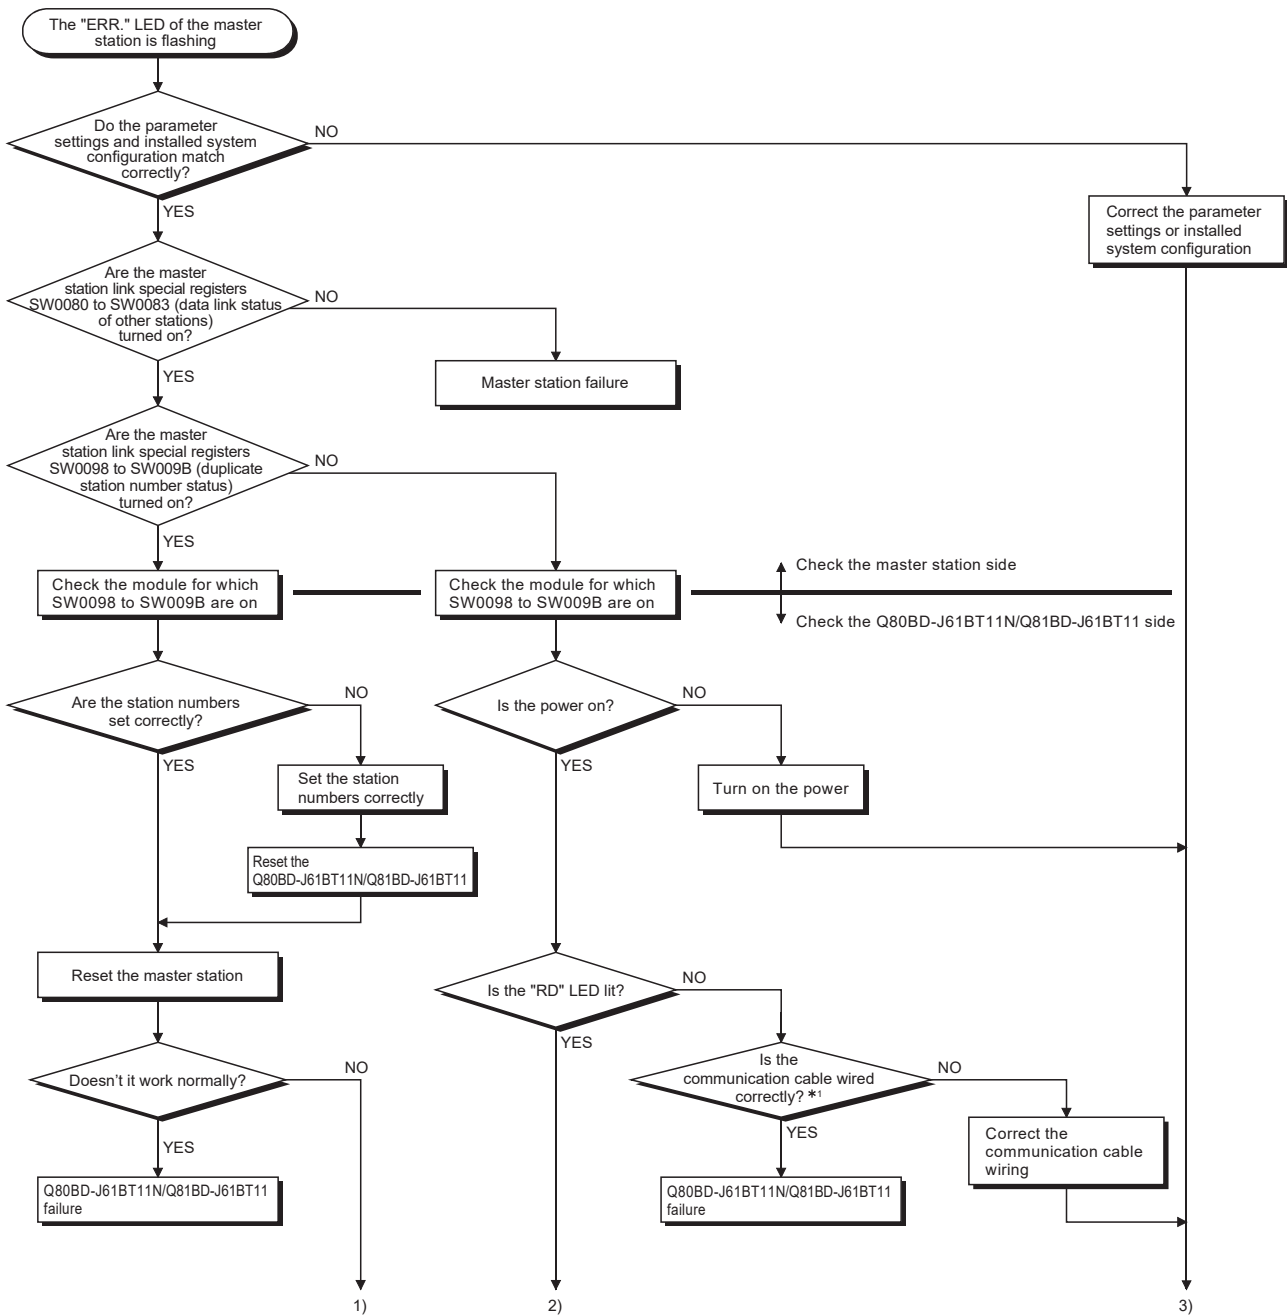 The "ERR." LED of the master
station is flashing
Do the parameter
settings and installed system
configuration match
correctly?
NO
YES
Correct the parameter
settings or installed
system configuration
Are the master
station link special registers
SW0080 to SW0083 (data link status
of other stations)
turned on?
NO
YES
Master station failure
Are the master
station link special registers
SW0098 to SW009B (duplicate
station number status)
turned on?
NO
YES
Check the module for which
SW0098 to SW009B are on
Check the module for which
SW0098 to SW009B are on
Check the master station side
Check the Q80BD-J61BT11N/Q81BD-J61BT11 side
Are the station numbers
set correctly?
NO
YES
Is the power on?
NO
YES
Set the station
numbers correctly
Turn on the power
Reset the
Q80BD-J61BT11N/Q81BD-J61BT11
Reset the master station
Is the "RD" LED lit?
NO
YES
Doesn't it work normally?
NO
YES
Is the
communication cable wired
correctly? *1
NO
YES
Correct the
communication cable
wiring
Q80BD-J61BT11N/Q81BD-J61BT11
failure
Q80BD-J61BT11N/Q81BD-J61BT11
failure
1)
2)
3)